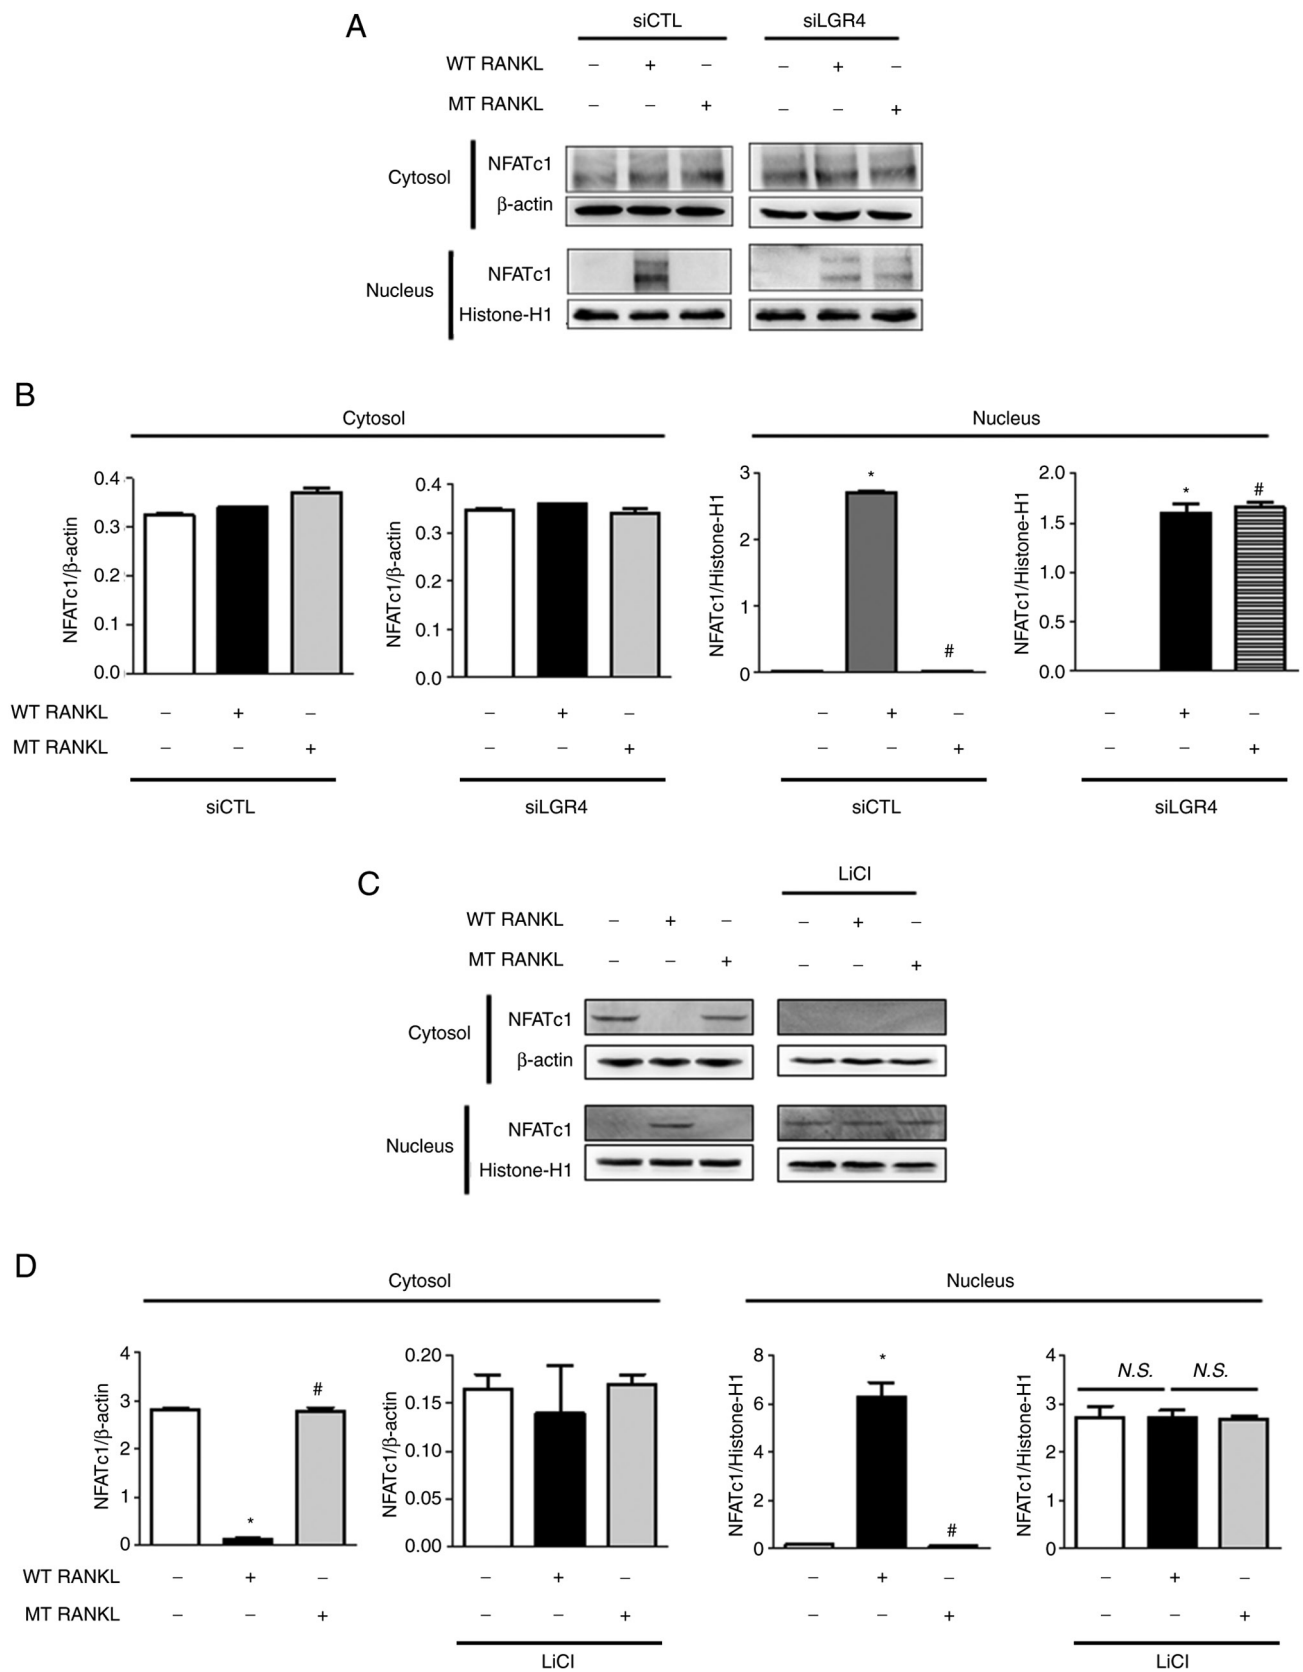 A
siCTL siLGR4
WT RANKL – + – – + –
MT RANKL – – + – – +
Cytosol
NFATc1
β-actin
Nucleus
NFATc1
Histone-H1
B
Cytosol Nucleus
NFATc1/β-actin
0.4
0.3
0.2
0.1
0.0
NFATc1/β-actin
0.4
0.3
0.2
0.1
0.0
NFATc1/Histone-H1
3
2
1
0
* #
NFATc1/Histone-H1
2.0
1.5
1.0
0.5
0.0
* #
WT RANKL – + – – + – – + – – + –
MT RANKL – – + – – + – – + – – +
siCTL siLGR4 siCTL siLGR4
C
LiCl
WT RANKL – + – – + –
MT RANKL – – + – – +
Cytosol
NFATc1
β-actin
Nucleus
NFATc1
Histone-H1
D
Cytosol Nucleus
NFATc1/β-actin
4
3
2
1
0
* #
NFATc1/β-actin
0.20
0.15
0.10
0.05
0.00
NFATc1/Histone-H1
8
6
4
2
0
* #
NFATc1/Histone-H1
4
3
2
1
0
N.S. N.S.
WT RANKL – + – – + – – + – – + –
MT RANKL – – + – – + – – + – – +
LiCl LiCl